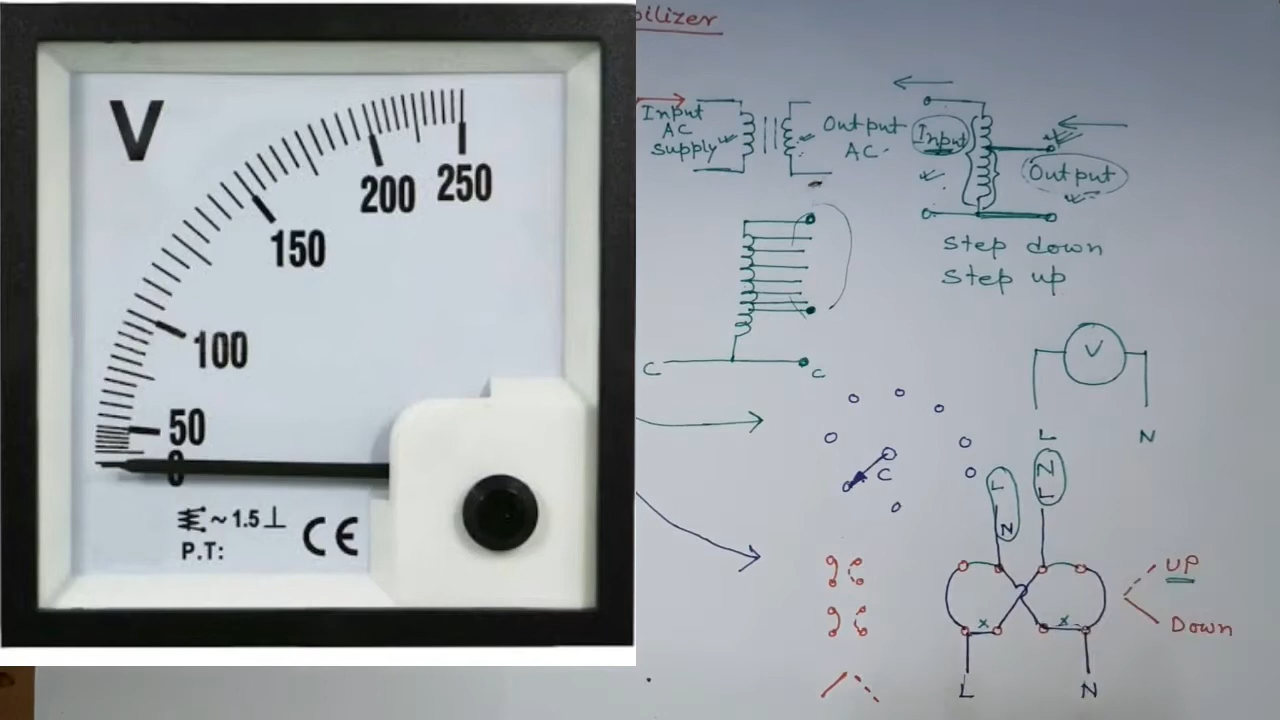 V
250
200
150
100
50
0
~ 1.5 ⊥
P.T:
CE
bilizer
Input
AC
Supply
Output
AC
Input
Output
Step down
Step up
C
C
V
L
N
C
L
N
N
L
UP
x
x
Down
L
N